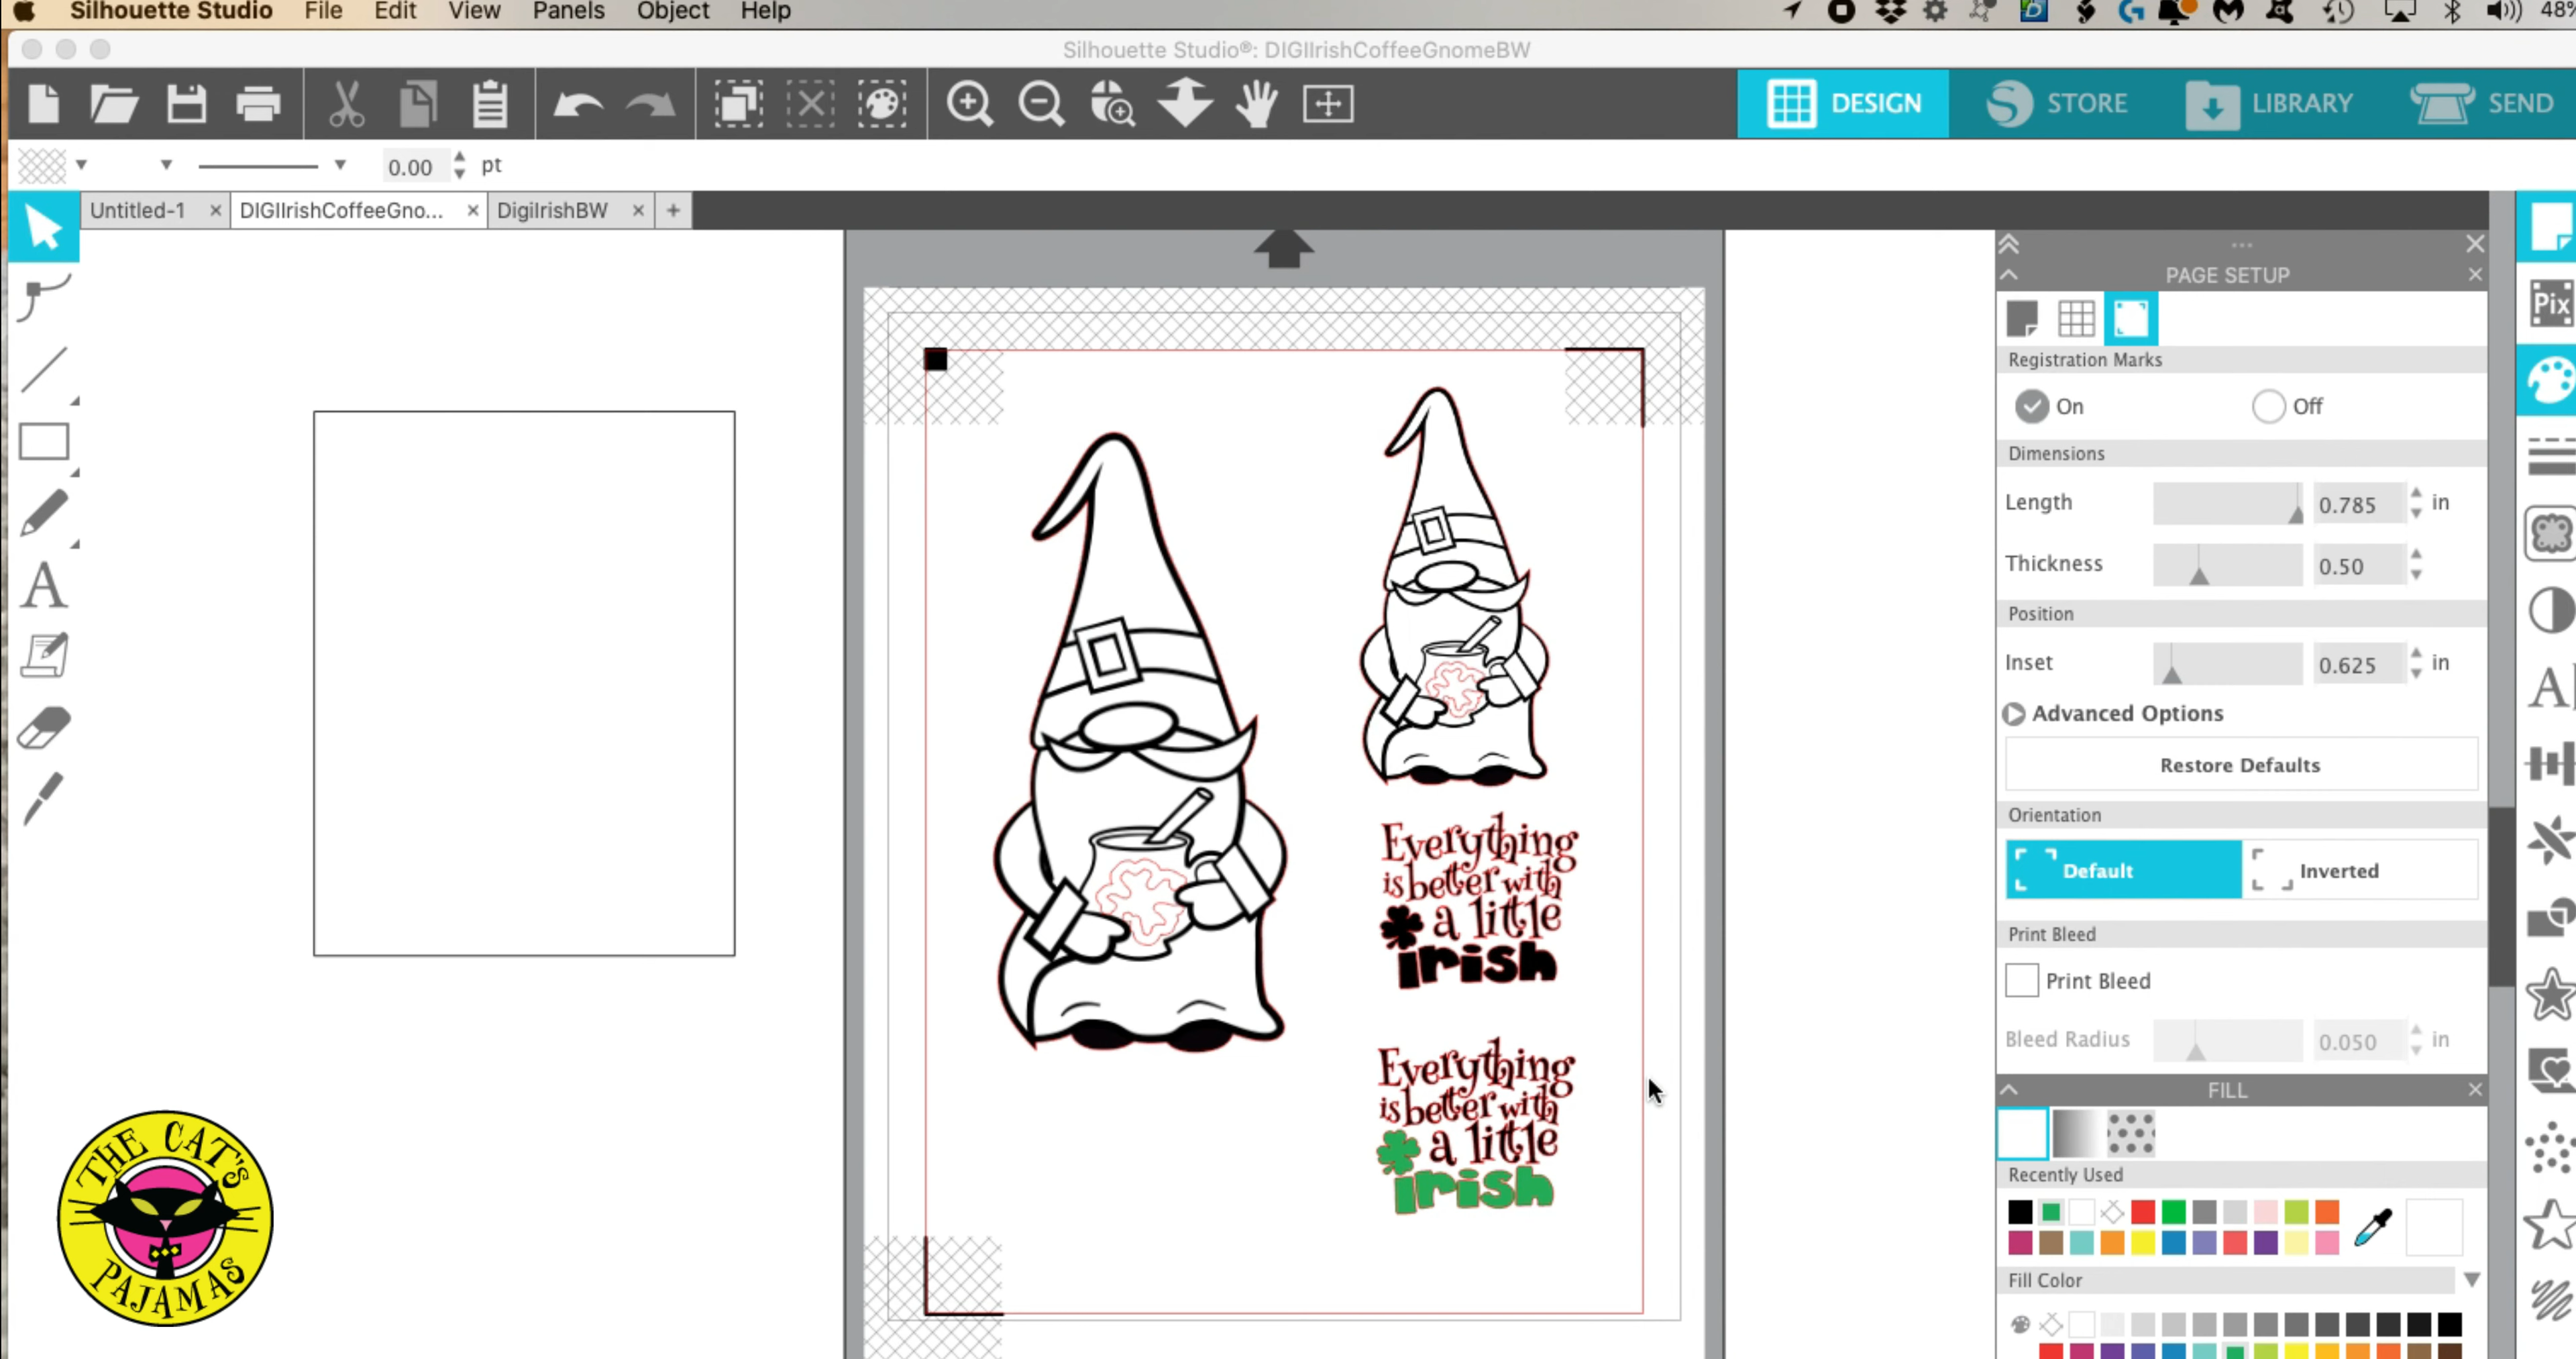 Silhouette Studio File Edit View Panels Object Help 48%
Silhouette Studio®: DIGIIrishCoffeeGnomeBW
DESIGN STORE LIBRARY SEND
0.00 pt
Untitled-1 DIGIIrishCoffeeGno... DigiIrishBW
PAGE SETUP
Pix
Registration Marks
On Off
Dimensions
Length 0.785 in
Thickness 0.50
Position
Inset 0.625 in
Advanced Options
Restore Defaults
Orientation
Default Inverted
Print Bleed
Print Bleed
Bleed Radius 0.050 in
FILL
Recently Used
Fill Color
Everything
is better with
a little
irish
Everything
is better with
a little
irish
THE CAT'S
PAJAMAS